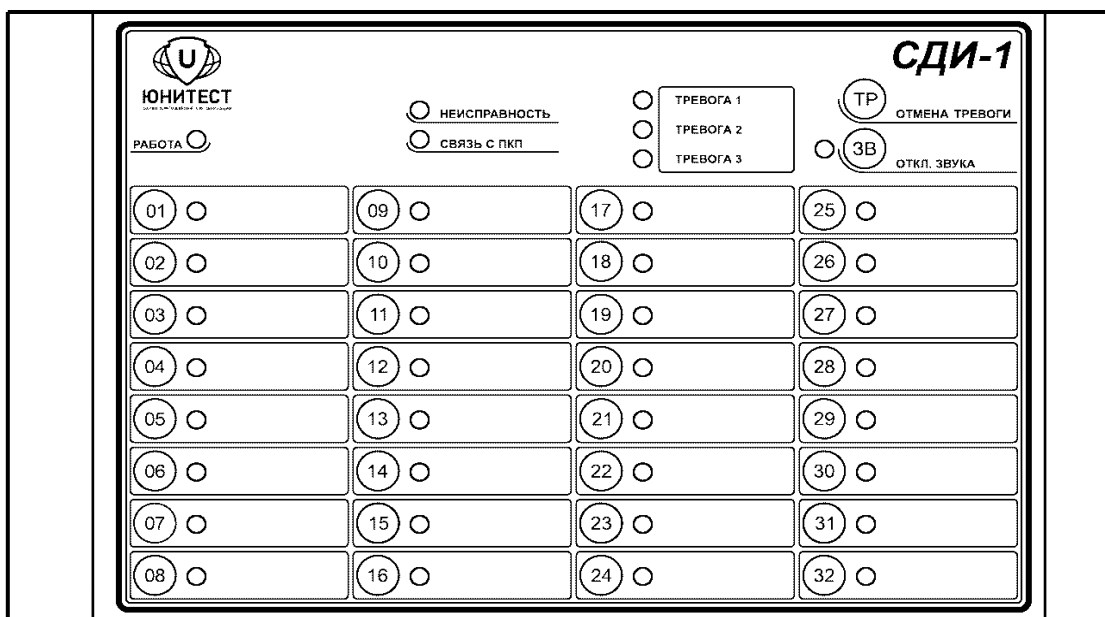 U
СДИ-1
ЮНИТЕСТ
ТР
ОТМЕНА ТРЕВОГИ
ТРЕВОГА 1
ТРЕВОГА 2
ТРЕВОГА 3
НЕИСПРАВНОСТЬ
СВЯЗЬ С ПКП
РАБОТА
ЗВ
ОТКЛ. ЗВУКА
01 09 17 25
02 10 18 26
03 11 19 27
04 12 20 28
05 13 21 29
06 14 22 30
07 15 23 31
08 16 24 32